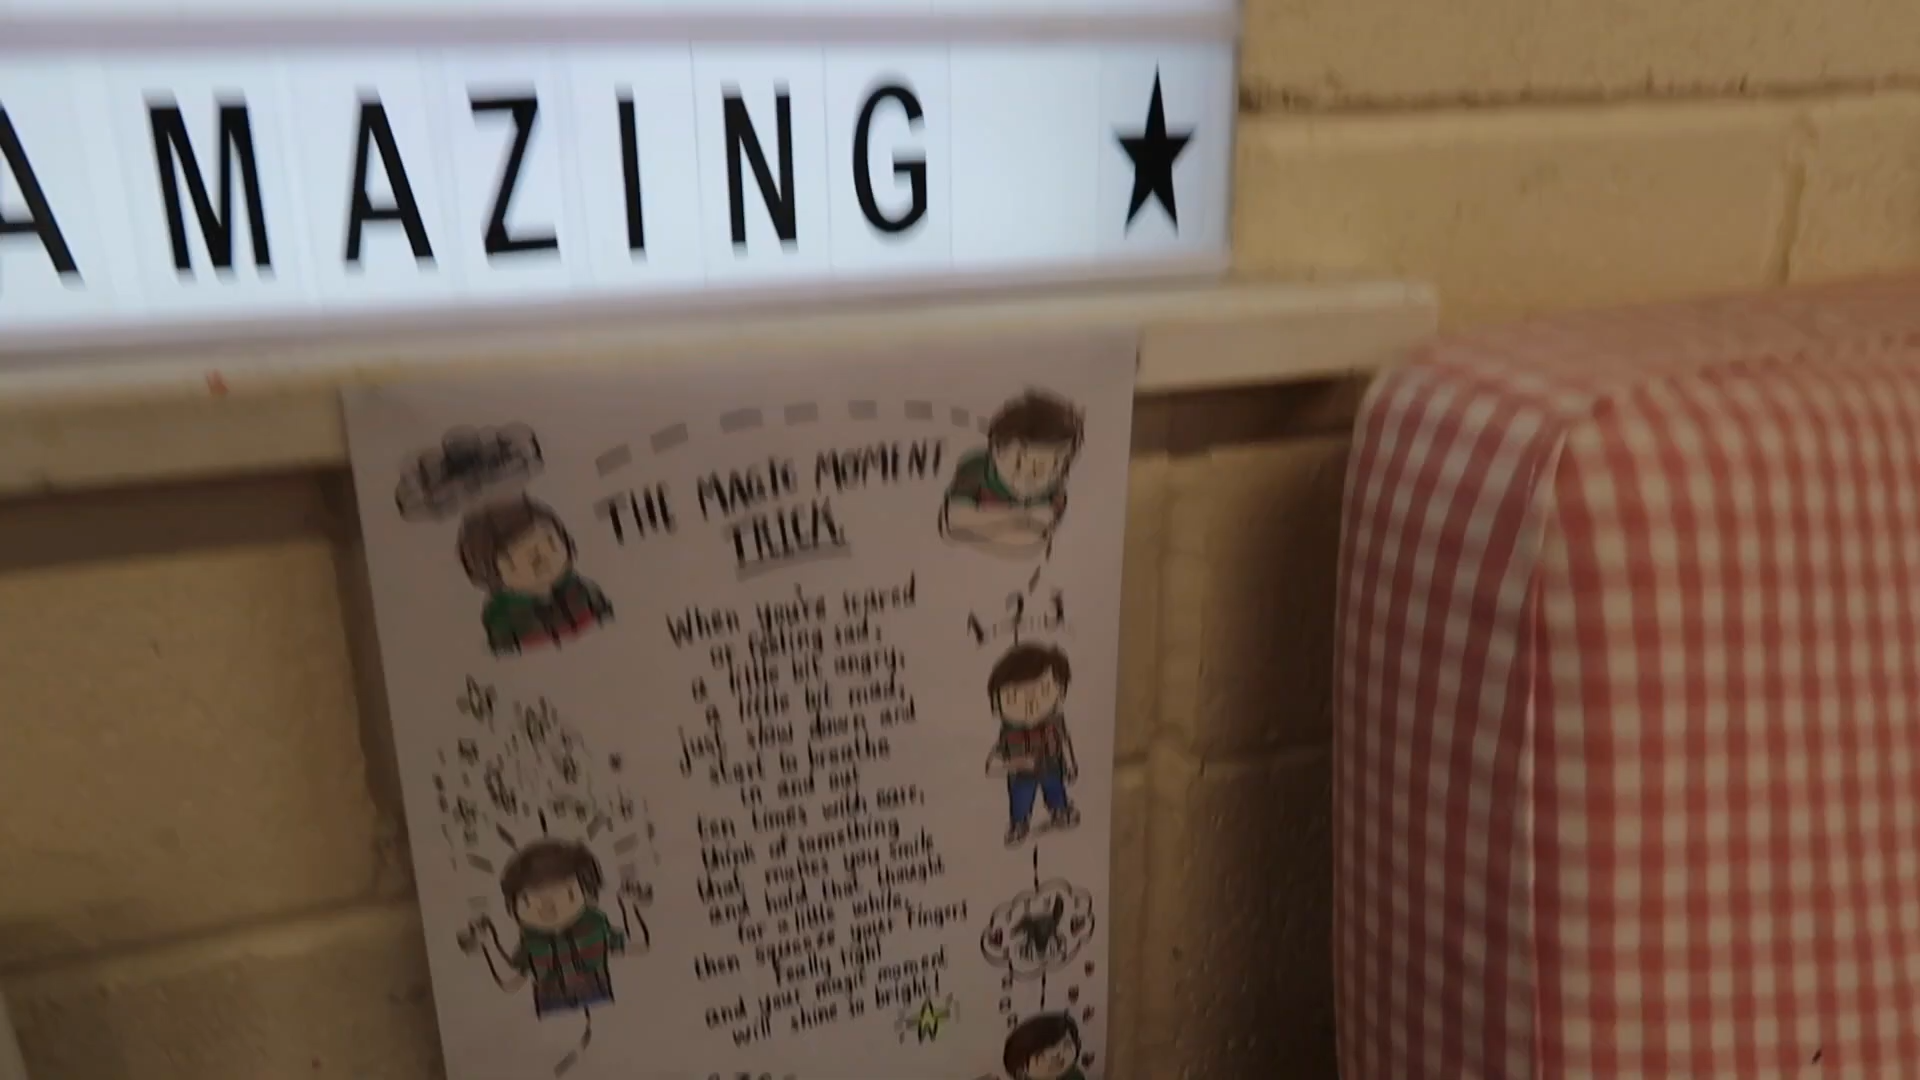 AMAZING ★
THE MAGIC MOMENT
TRICK
1.2.3
When you're scared
or feeling sad,
a little bit angry,
a little bit mad,
just slow down and
start to breathe
in and out
ten times with care,
think of something
that makes you smile
and hold that thought
for a little while,
then squeeze your fingers
really tight
and your magic moment
will shine so bright!